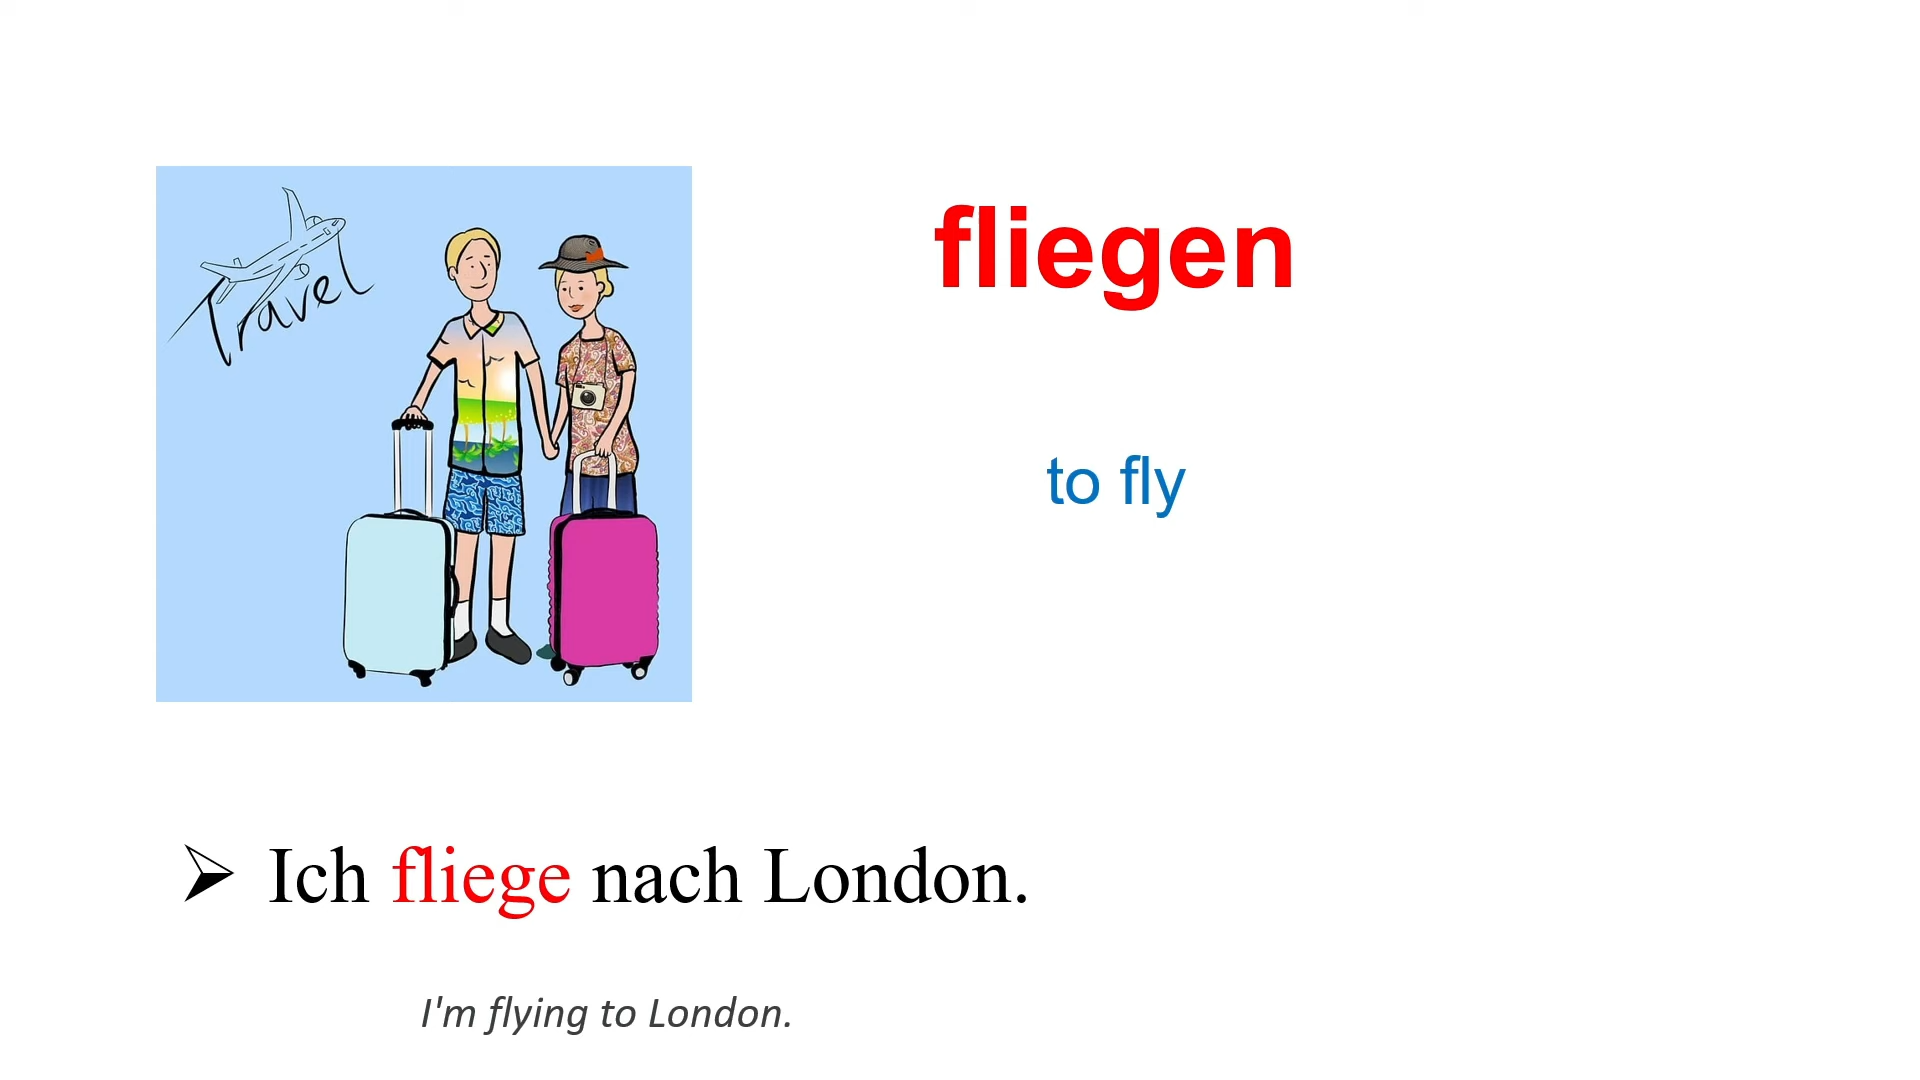 Travel
fliegen
to fly
➢ Ich fliege nach London.
I'm flying to London.